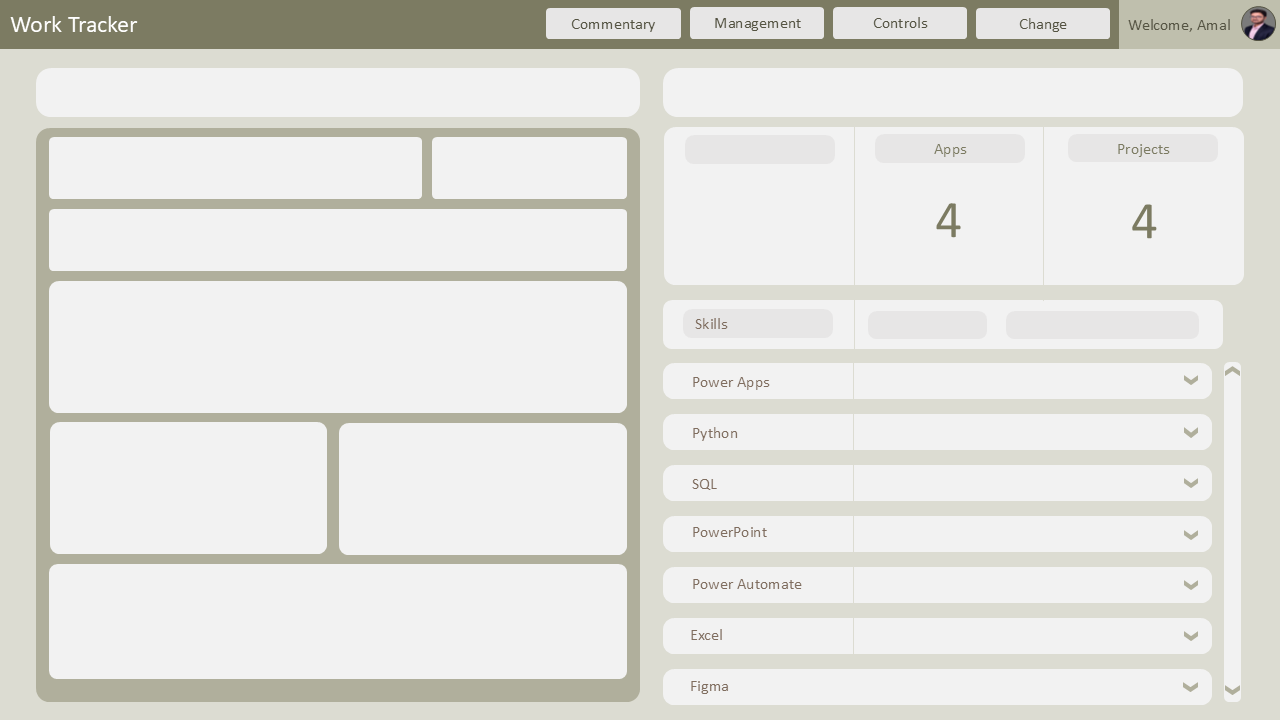 Work Tracker
Commentary
Management
Controls
Change
Welcome, Amal
Apps
Projects
4
4
Skills
Power Apps
Python
SQL
PowerPoint
Power Automate
Excel
Figma